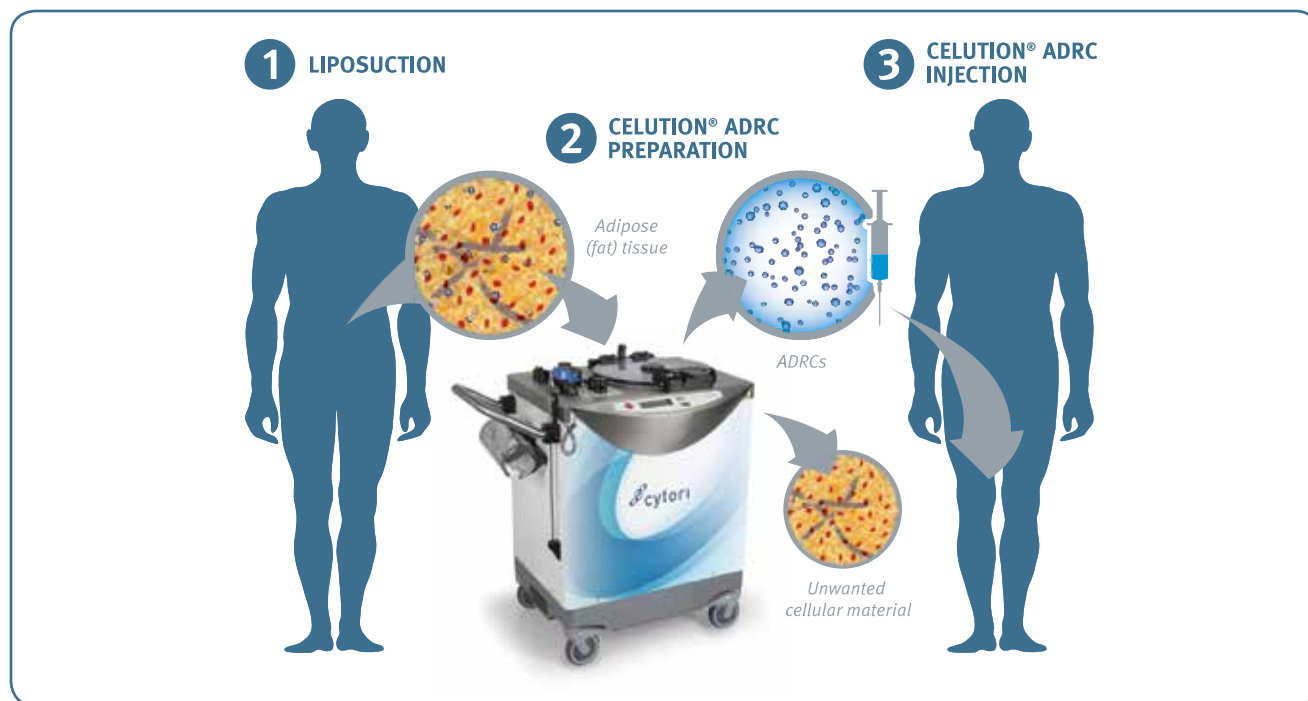 1 LIPOSUCTION
2 CELUTION® ADRC
PREPARATION
3 CELUTION® ADRC
INJECTION
Adipose
(fat) tissue
ADRCs
cytori
Unwanted
cellular material